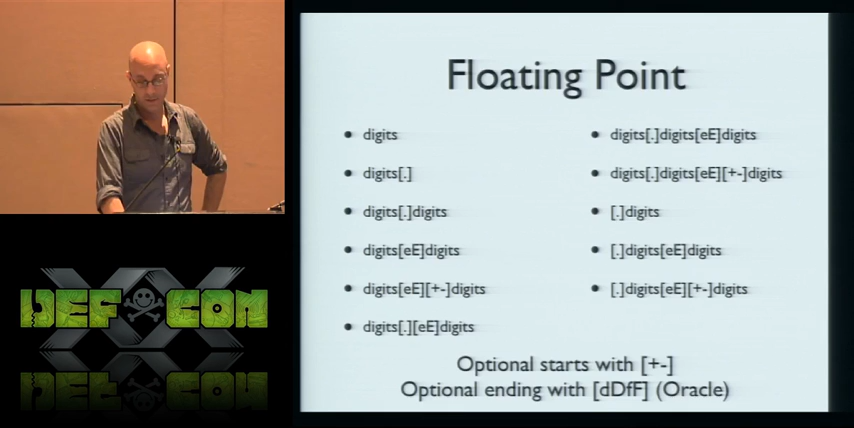 Floating Point
• digits
• digits[.]
• digits[.]digits
• digits[eE]digits
• digits[eE][+-]digits
• digits[.][eE]digits
• digits[.]digits[eE]digits
• digits[.]digits[eE][+-]digits
• [.]digits
• [.]digits[eE]digits
• [.]digits[eE][+-]digits
Optional starts with [+-]
Optional ending with [dDfF] (Oracle)
XX
DEF CON